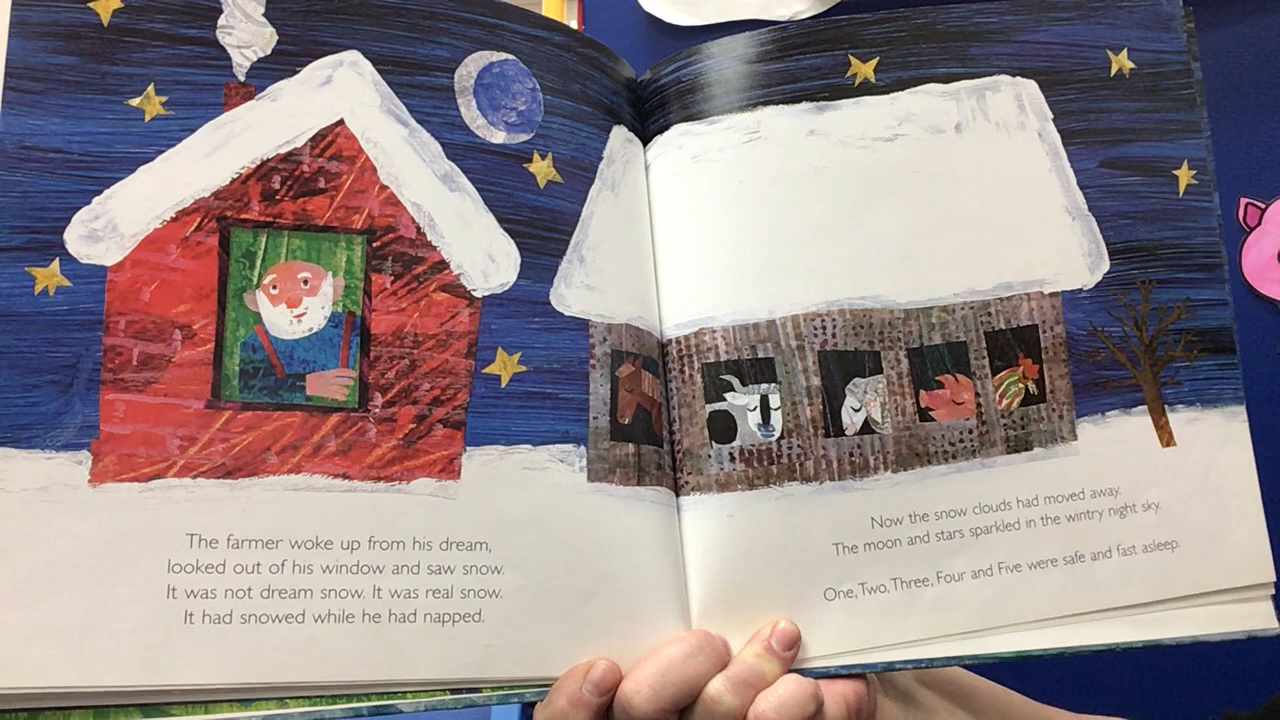 The farmer woke up from his dream,
looked out of his window and saw snow.
It was not dream snow. It was real snow.
It had snowed while he had napped.
Now the snow clouds had moved away.
The moon and stars sparkled in the wintry night sky.
One, Two, Three, Four and Five were safe and fast asleep.